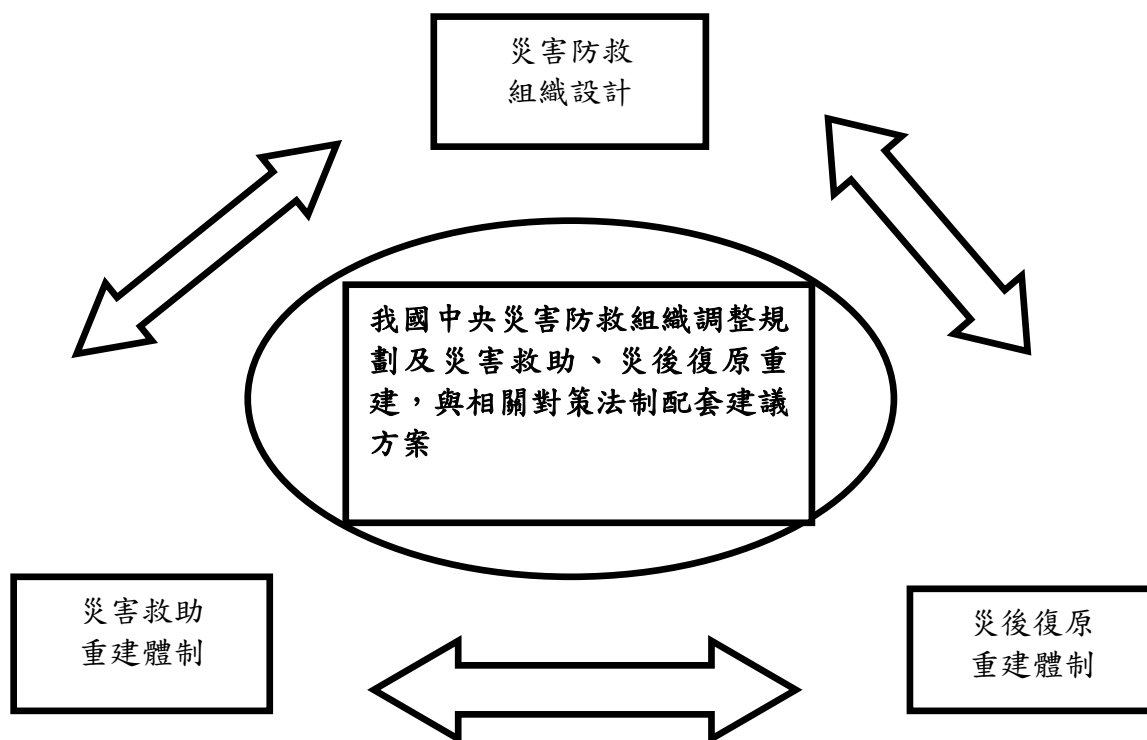 災害防救
組織設計
我國中央災害防救組織調整規
劃及災害救助、災後復原重
建，與相關對策法制配套建議
方案
災害救助
重建體制
災後復原
重建體制